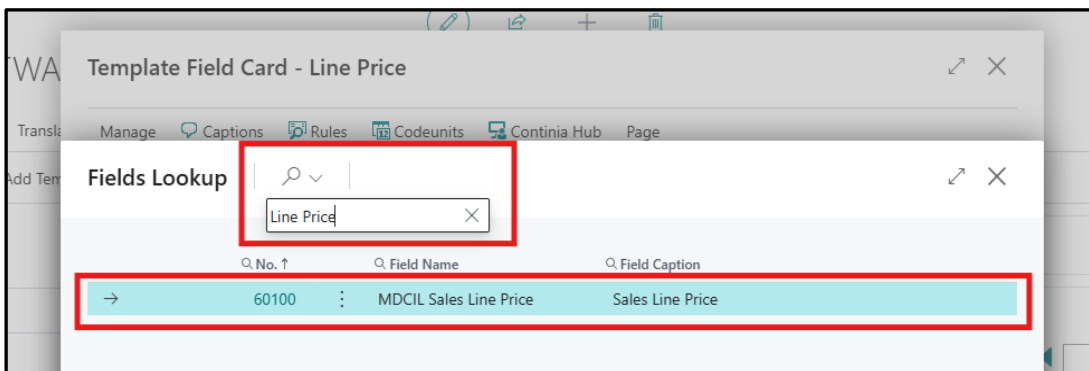 'WA
Template Field Card - Line Price
Transla
Manage Captions Rules Codeunits Continia Hub Page
Add Tem
Fields Lookup
Line Price
No. ↑ Field Name Field Caption
60100 MDCIL Sales Line Price Sales Line Price